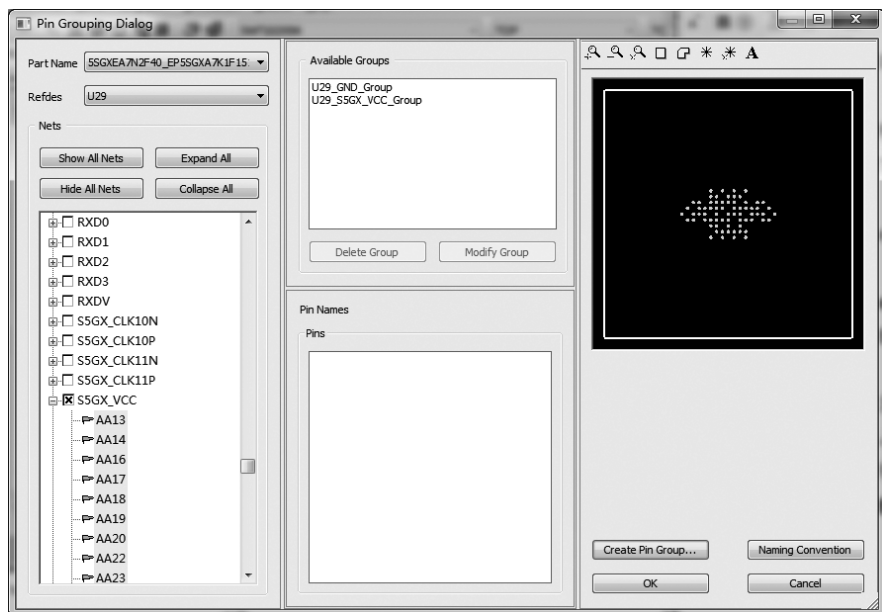 Pin Grouping Dialog
Part Name 5SGXEA7N2F40_EP5SGXA7K1F15
Refdes U29
Nets
Show All Nets Expand All
Hide All Nets Collapse All
RXD0
RXD1
RXD2
RXD3
RXDV
S5GX_CLK10N
S5GX_CLK10P
S5GX_CLK11N
S5GX_CLK11P
S5GX_VCC
AA13
AA14
AA16
AA17
AA18
AA19
AA20
AA22
AA23
Available Groups
U29_GND_Group
U29_S5GX_VCC_Group
Delete Group Modify Group
Pin Names
Pins
A
Create Pin Group... Naming Convention
OK Cancel